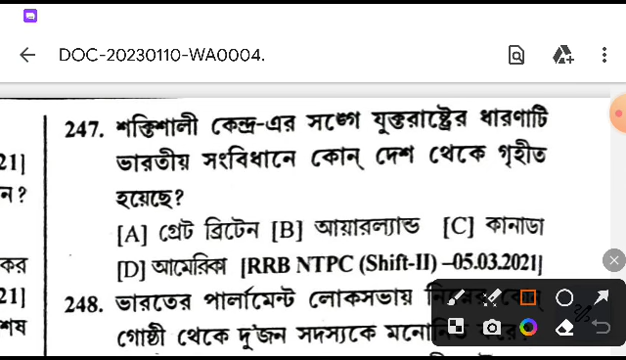 DOC-20230110-WA0004.
247. শক্তিশালী কেন্দ্র-এর সঙ্গে যুক্তরাষ্ট্রের ধারণাটি
21]
ভারতীয় সংবিধানে কোন্ দেশ থেকে গৃহীত
ন?
হয়েছে?
[A] গ্রেট ব্রিটেন [B] আয়ারল্যান্ড [C] কানাডা
কর
[D] আমেরিকা [RRB NTPC (Shift-II) –05.03.2021]
21]
248. ভারতের পার্লামেন্ট লোকসভায়
শেষ
গোষ্ঠী থেকে দু'জন সদস্যকে